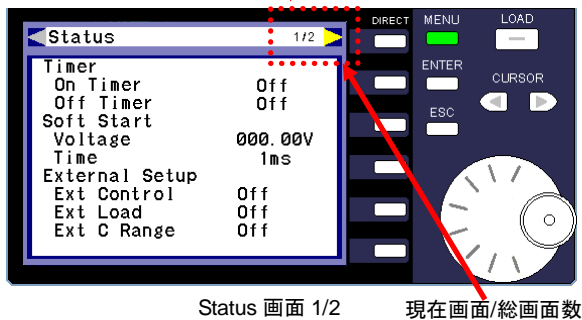 Status 1/2
Timer
On Timer Off
Off Timer Off
Soft Start
Voltage 000.00V
Time 1ms
External Setup
Ext Control Off
Ext Load Off
Ext C Range Off
DIRECT
MENU
LOAD
ENTER
CURSOR
ESC
Status 画面 1/2
現在画面/総画面数